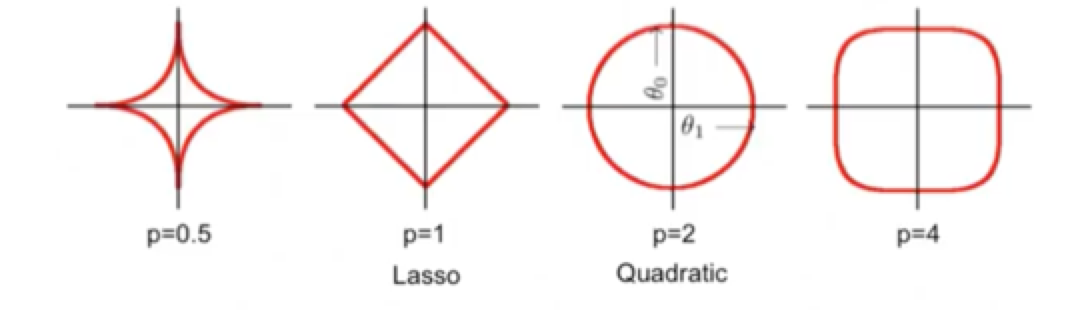 θ₀
θ₁
p=0.5
p=1
p=2
p=4
Lasso
Quadratic